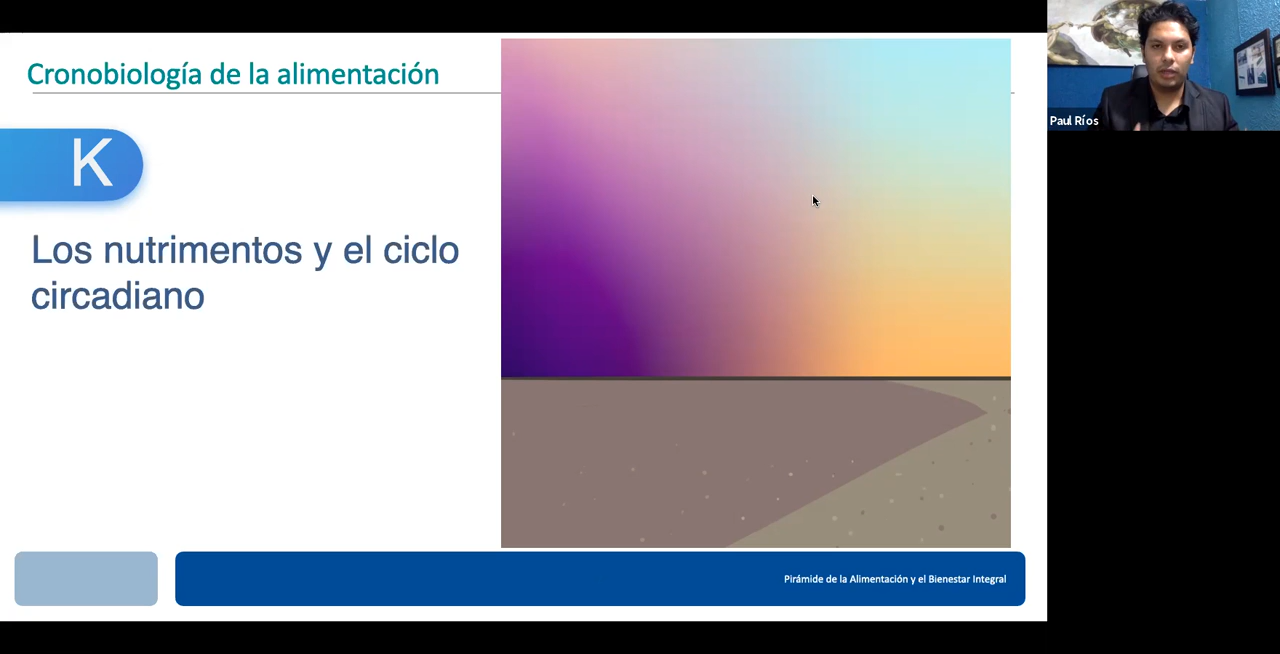 Cronobiología de la alimentación
K
Los nutrimentos y el ciclo
circadiano
Pirámide de la Alimentación y el Bienestar Integral
Paul Ríos